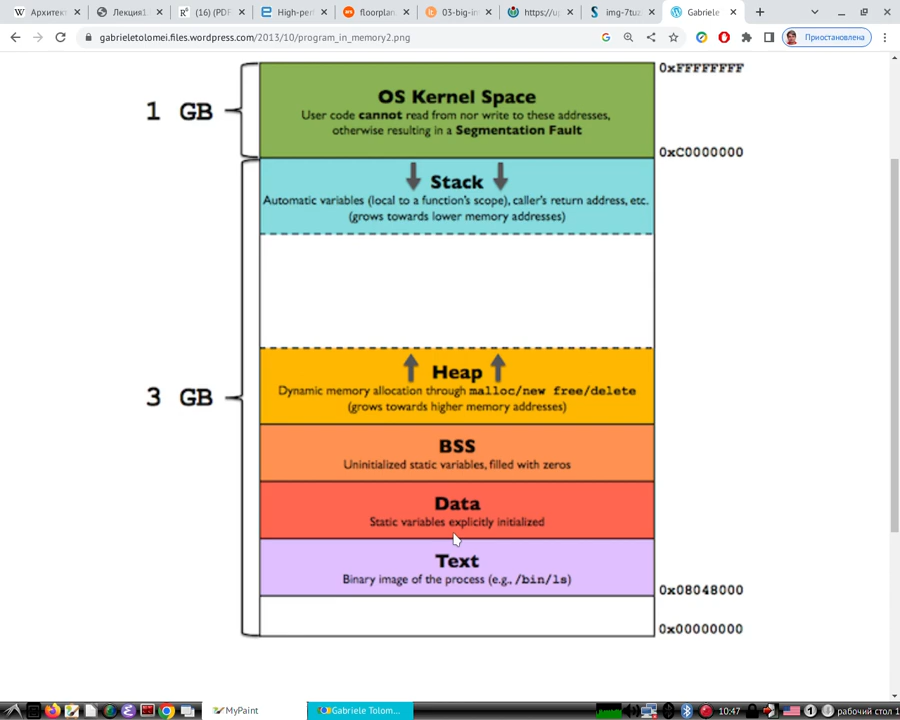 Архитект
Лекция1.
(16) (PDF
High-per
floorplan
03-big-in
https://u
img-7tu
Gabriele
gabrieletolomei.files.wordpress.com/2013/10/program_in_memory2.png
Приостановлена
0xFFFFFFFF
1 GB
OS Kernel Space
User code cannot read from nor write to these addresses,
otherwise resulting in a Segmentation Fault
0xC0000000
Stack
Automatic variables (local to a function's scope), caller's return address, etc.
(grows towards lower memory addresses)
3 GB
Heap
Dynamic memory allocation through malloc/new free/delete
(grows towards higher memory addresses)
BSS
Uninitialized static variables, filled with zeros
Data
Static variables explicitly initialized
Text
Binary image of the process (e.g., /bin/ls)
0x08048000
0x00000000
MyPaint
Gabriele Tolom...
10:47
рабочий стол 1